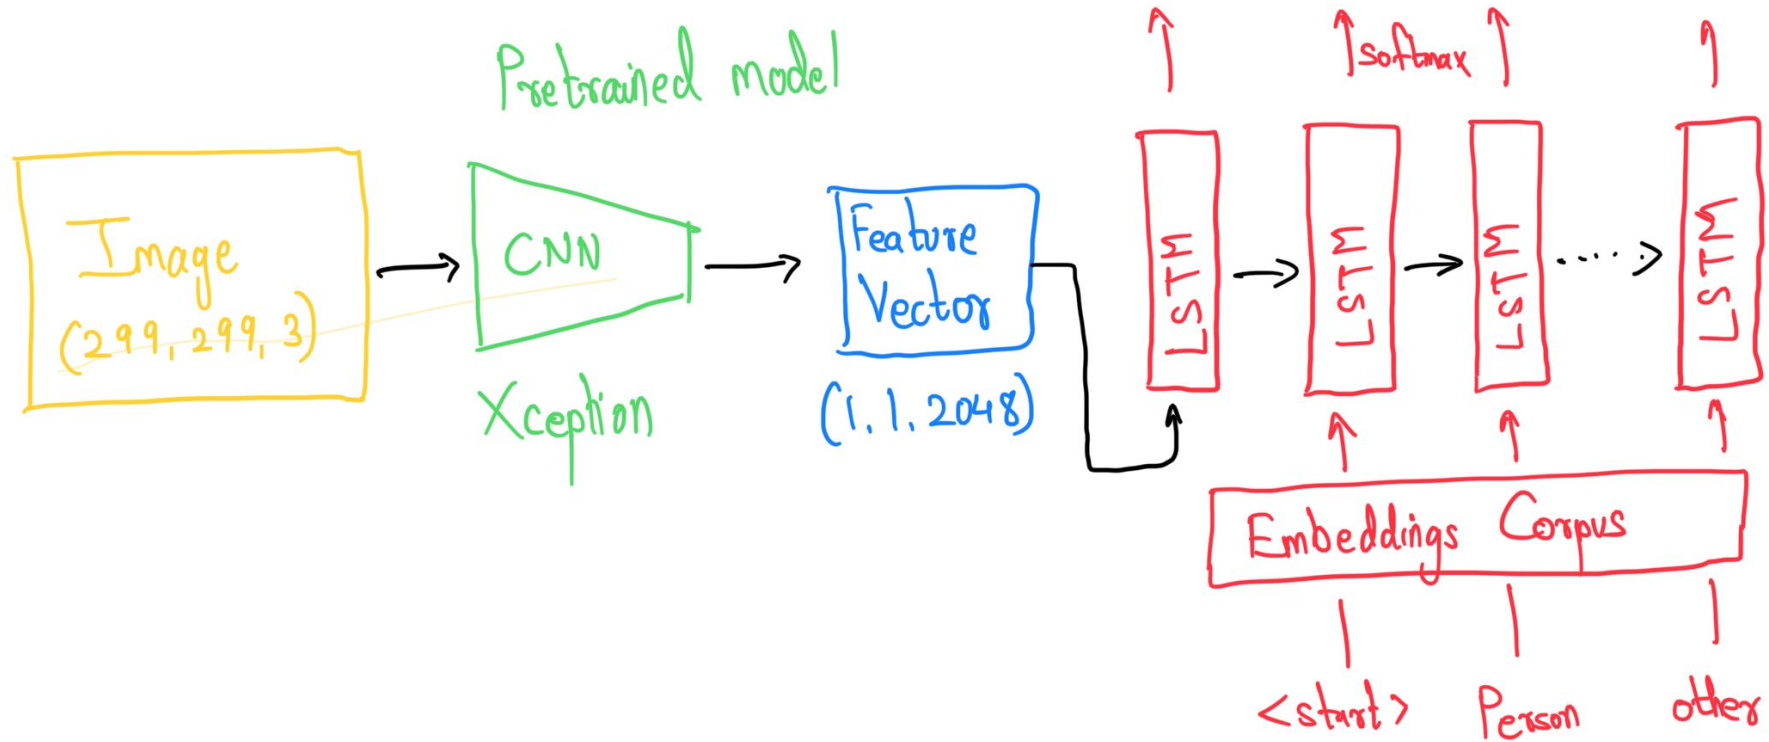 Pretrained model
Image
(299, 299, 3)
CNN
Xception
Feature
Vector
(1, 1, 2048)
softmax
LSTM
LSTM
LSTM
LSTM
Embeddings Corpus
<start>
Person
other